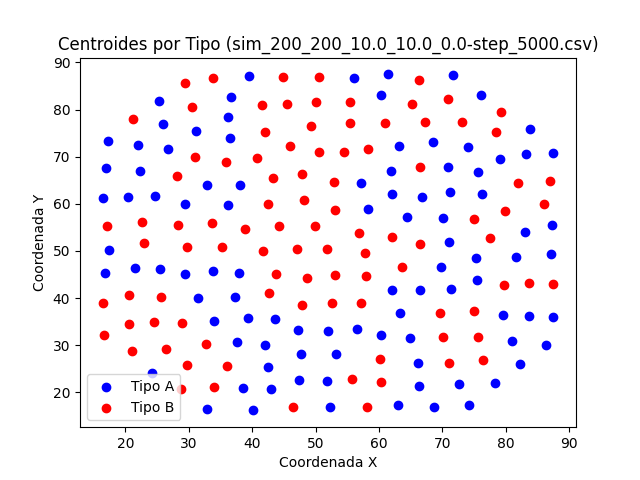 Centroides por Tipo (sim_200_200_10.0_10.0_0.0-step_5000.csv)
90
80
70
60
50
40
30
20
Coordenada Y
Tipo A
Tipo B
20 30 40 50 60 70 80 90
Coordenada X